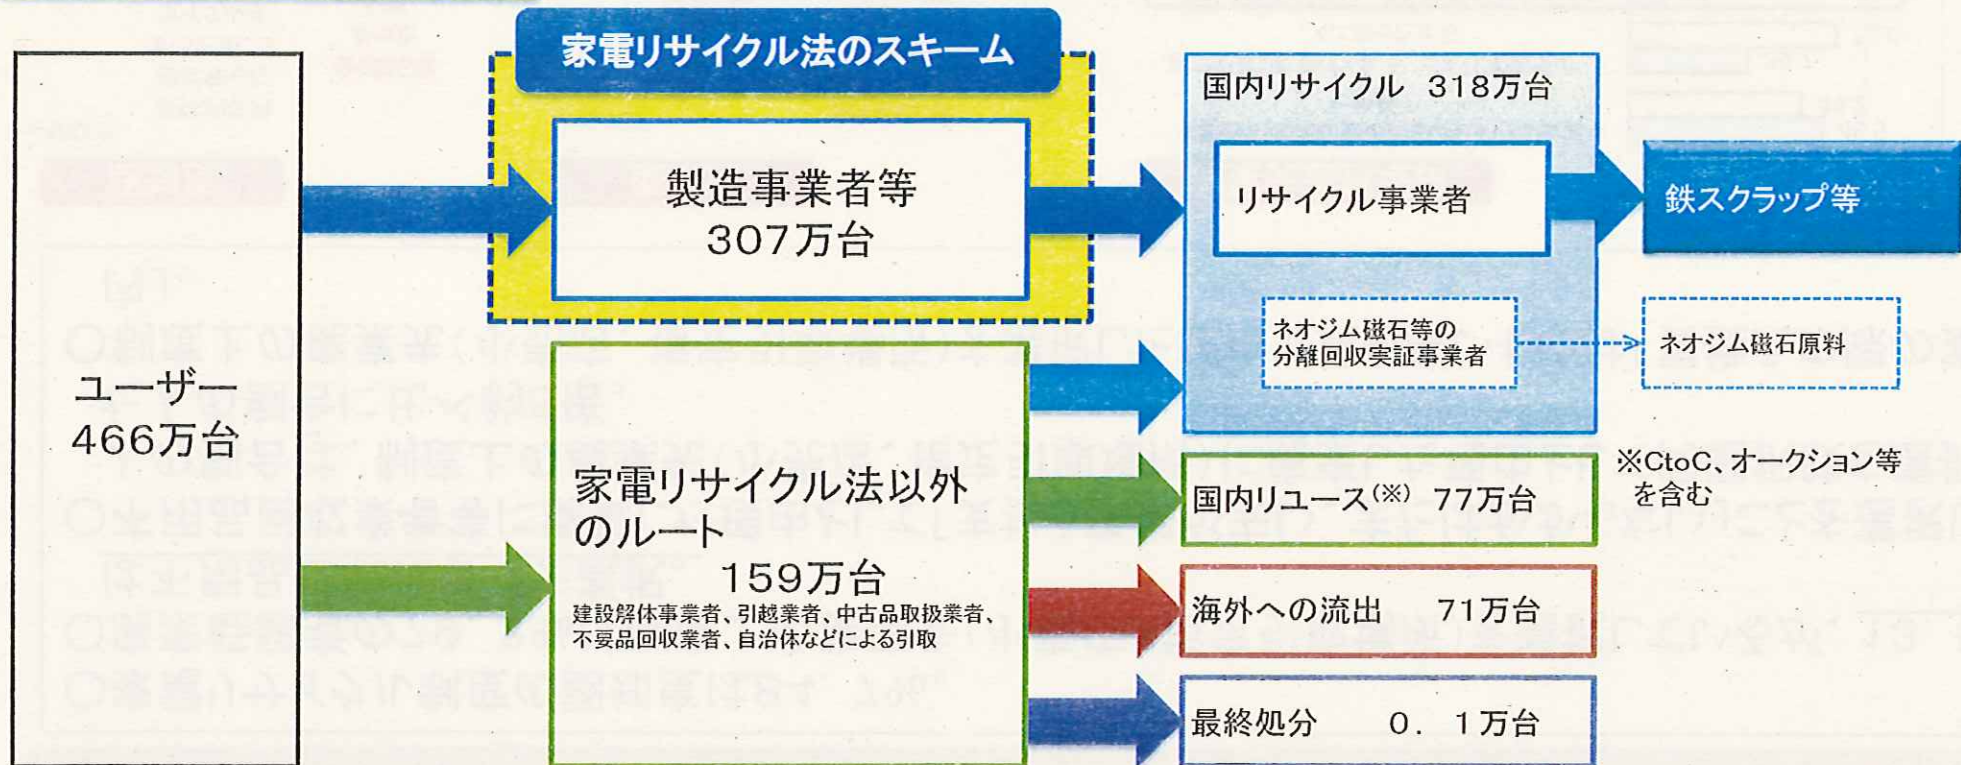 家電リサイクル法のスキーム
ユーザー
466万台
製造事業者等
307万台
国内リサイクル 318万台
リサイクル事業者
鉄スクラップ等
ネオジム磁石等の
分離回収実証事業者
ネオジム磁石原料
家電リサイクル法以外
のルート
159万台
建設解体事業者、引越業者、中古品取扱業者、
不要品回収業者、自治体などによる引取
国内リユース(※) 77万台
※CtoC、オークション等
を含む
海外への流出 71万台
最終処分 0.1万台